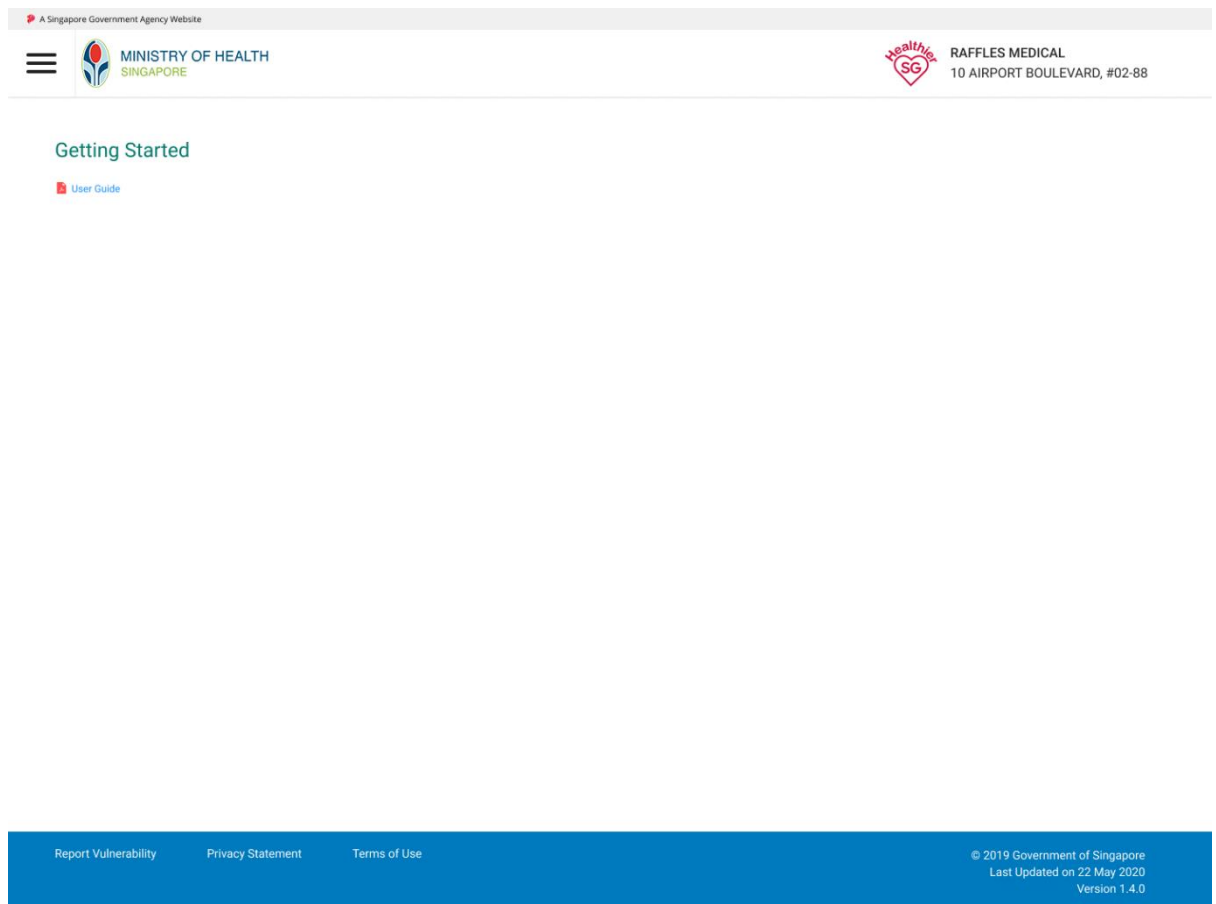 A Singapore Government Agency Website
MINISTRY OF HEALTH
SINGAPORE
Healthier
SG
RAFFLES MEDICAL
10 AIRPORT BOULEVARD, #02-88
Getting Started
User Guide
Report Vulnerability
Privacy Statement
Terms of Use
© 2019 Government of Singapore
Last Updated on 22 May 2020
Version 1.4.0